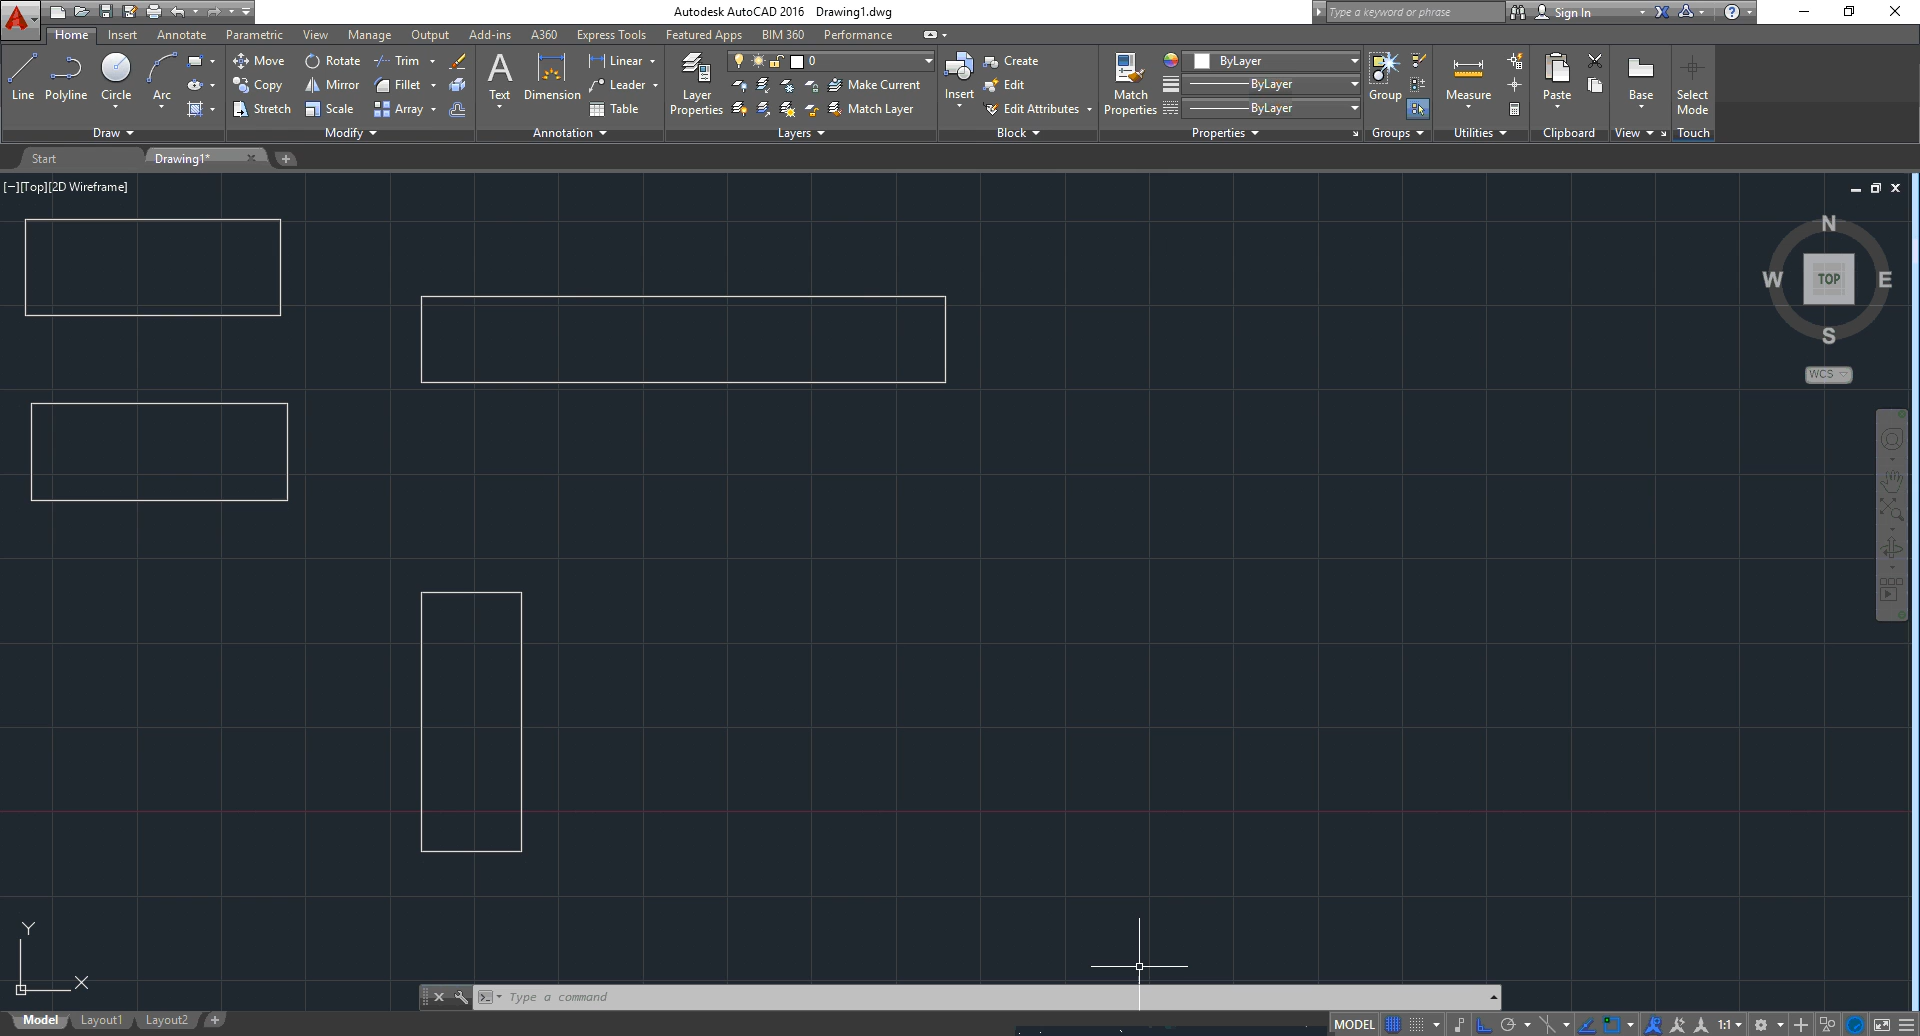 Autodesk AutoCAD 2016 Drawing1.dwg
Type a keyword or phrase
Sign In
Home Insert Annotate Parametric View Manage Output Add-ins A360 Express Tools Featured Apps BIM 360 Performance
Line Polyline Circle Arc
Move Rotate Trim
Copy Mirror Fillet
Stretch Scale Array
Text Dimension
Linear
Leader
Table
Layer Properties
0
Make Current
Match Layer
Insert
Create
Edit
Edit Attributes
Match Properties
ByLayer
ByLayer
ByLayer
Group
Measure
Paste
Base
Select Mode
Draw Modify Annotation Layers Block Properties Groups Utilities Clipboard View Touch
Start Drawing1*
[−][Top][2D Wireframe]
N
W TOP E
S
WCS
Y
X
Type a command
Model Layout1 Layout2
MODEL 1:1